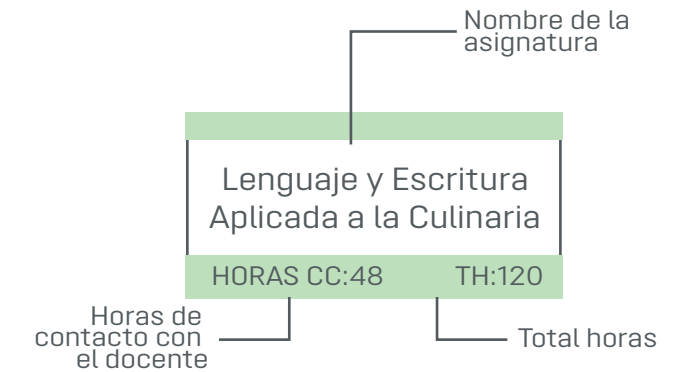 Nombre de la
asignatura
Lenguaje y Escritura
Aplicada a la Culinaria
HORAS CC:48 TH:120
Horas de
contacto con
el docente
Total horas